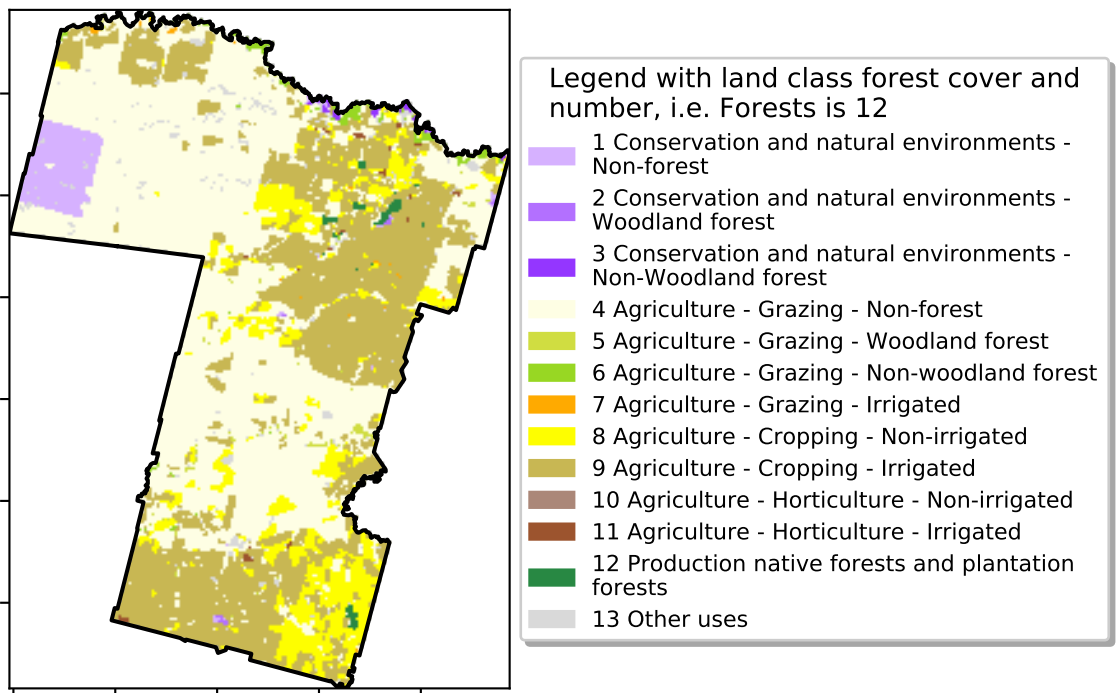 Legend with land class forest cover and
number, i.e. Forests is 12
1 Conservation and natural environments -
Non-forest
2 Conservation and natural environments -
Woodland forest
3 Conservation and natural environments -
Non-Woodland forest
4 Agriculture - Grazing - Non-forest
5 Agriculture - Grazing - Woodland forest
6 Agriculture - Grazing - Non-woodland forest
7 Agriculture - Grazing - Irrigated
8 Agriculture - Cropping - Non-irrigated
9 Agriculture - Cropping - Irrigated
10 Agriculture - Horticulture - Non-irrigated
11 Agriculture - Horticulture - Irrigated
12 Production native forests and plantation
forests
13 Other uses